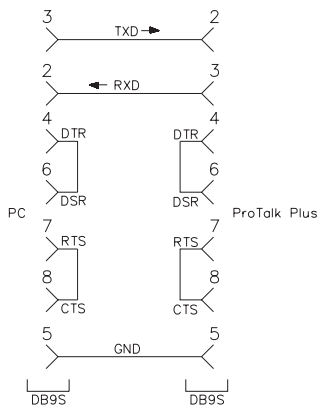 3 2
TXD
2 3
RXD
4 4
DTR DTR
6 6
DSR DSR
PC ProTalk Plus
7 7
RTS RTS
8 8
CTS CTS
5 5
GND
DB9S DB9S